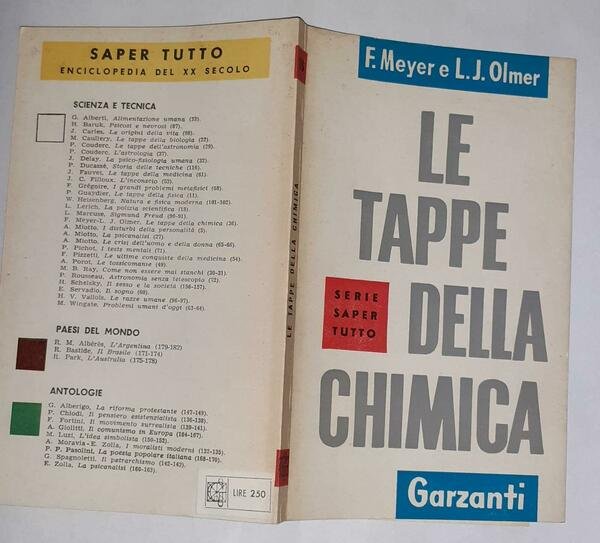 SAPER TUTTO
ENCICLOPEDIA DEL XX SECOLO
SCIENZA E TECNICA
G. Alberti, Alimentazione umana (33).
H. Baruk, Psicosi e nevrosi (87).
J. Carles, Le origini della vita (98).
M. Caullery, Le tappe della biologia (22).
P. Couderc, Le tappe dell'astronomia (29).
P. Couderc, L'astrologia (37).
J. Delay, La psico-fisiologia umana (23).
P. Ducassé, Storia delle tecniche (116).
J. Fauvet, Le tappe della medicina (61).
J. C. Filloux, L'inconscio (53).
F. Grégoire, I grandi problemi metafisici (68).
P. Guaydier, Le tappe della fisica (11).
W. Heisenberg, Natura e fisica moderna (101-102).
L. Lerich, La polizia scientifica (13).
L. Marcuse, Sigmund Freud (90-91).
F. Meyer-L. J. Olmer, Le tappe della chimica (36).
A. Miotto, I disturbi della personalità (5).
A. Miotto, La psicanalisi (27).
A. Miotto, Le crisi dell'uomo e della donna (65-66).
P. Pichot, I tests mentali (71).
F. Pizzetti, Le ultime conquiste della medicina (54).
A. Porot, Le tossicomanie (49).
M. B. Ray, Come non essere mai stanchi (30-31).
P. Rousseau, Astronomia senza telescopio (72).
H. Schelsky, Il sesso e la società (156-157).
E. Servadio, Il sogno (60).
H. V. Vallois, Le razze umane (96-97).
M. Wingate, Problemi umani d'oggi (63-64).
PAESI DEL MONDO
R. M. Albérès, L'Argentina (179-182)
R. Bastide, Il Brasile (171-174)
R. Park, L'Australia (175-178)
ANTOLOGIE
G. Alberigo, La riforma protestante (147-149).
P. Chiodi, Il pensiero esistenzialista (136-138).
F. Fortini, Il movimento surrealista (139-141).
A. Giolitti, Il comunismo in Europa (164-167).
M. Luzi, L'idea simbolista (150-153).
A. Moravia-E. Zolla, I moralisti moderni (132-135).
P. P. Pasolini, La poesia popolare italiana (168-170).
G. Spagnoletti, Il petrarchismo (142-143).
E. Zolla, La psicanalisi (160-163).
LIRE 250
LE TAPPE DELLA CHIMICA
F. Meyer e L. J. Olmer
LE
TAPPE
DELLA
CHIMICA
SERIE
SAPER
TUTTO
Garzanti